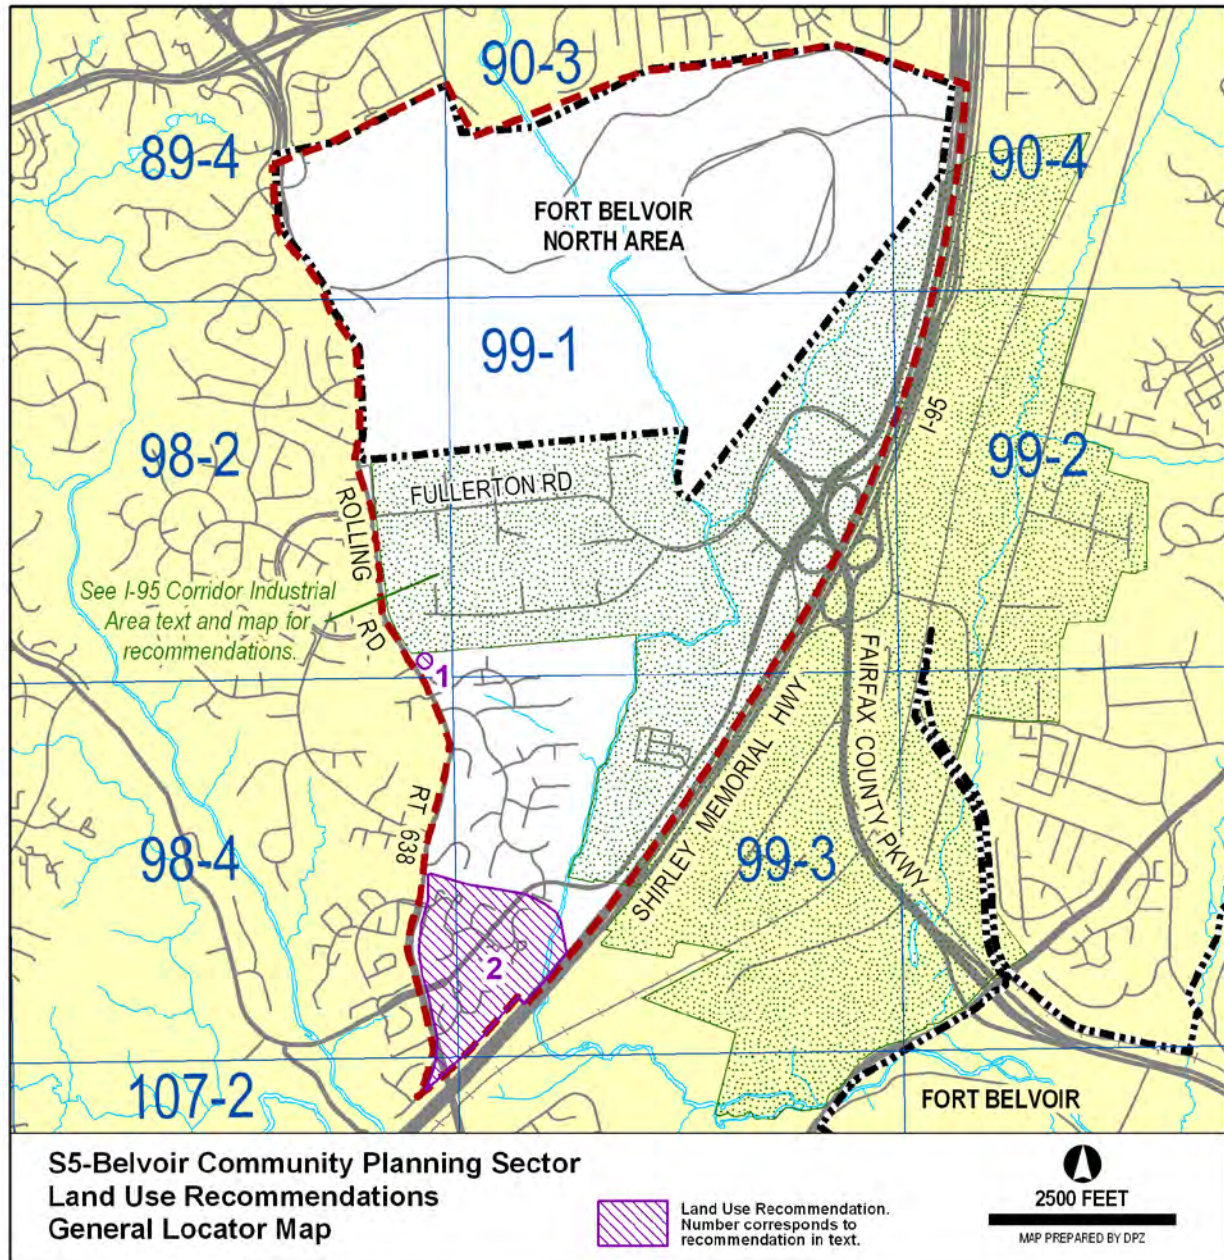 90-3
89-4
90-4
FORT BELVOIR
NORTH AREA
99-1
I-95
98-2
99-2
FULLERTON RD
ROLLING
RD
See I-95 Corridor Industrial
Area text and map for
recommendations.
1
FAIRFAX COUNTY PKWY
SHIRLEY MEMORIAL HWY
RT 638
98-4
99-3
2
107-2
FORT BELVOIR
S5-Belvoir Community Planning Sector
Land Use Recommendations
General Locator Map
Land Use Recommendation.
Number corresponds to
recommendation in text.
2500 FEET
MAP PREPARED BY DPZ